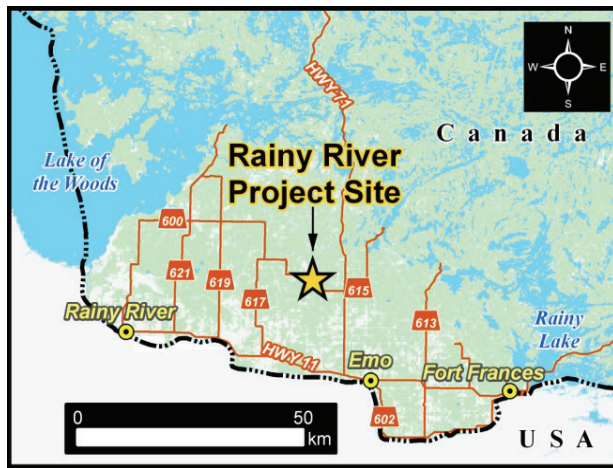 N
W E
S
HWY 71
Canada
Lake of
the Woods
Rainy River
Project Site
600
621
619
617
615
613
Rainy River
HWY 11
Emo
Fort Frances
Rainy
Lake
602
0 50
km
USA